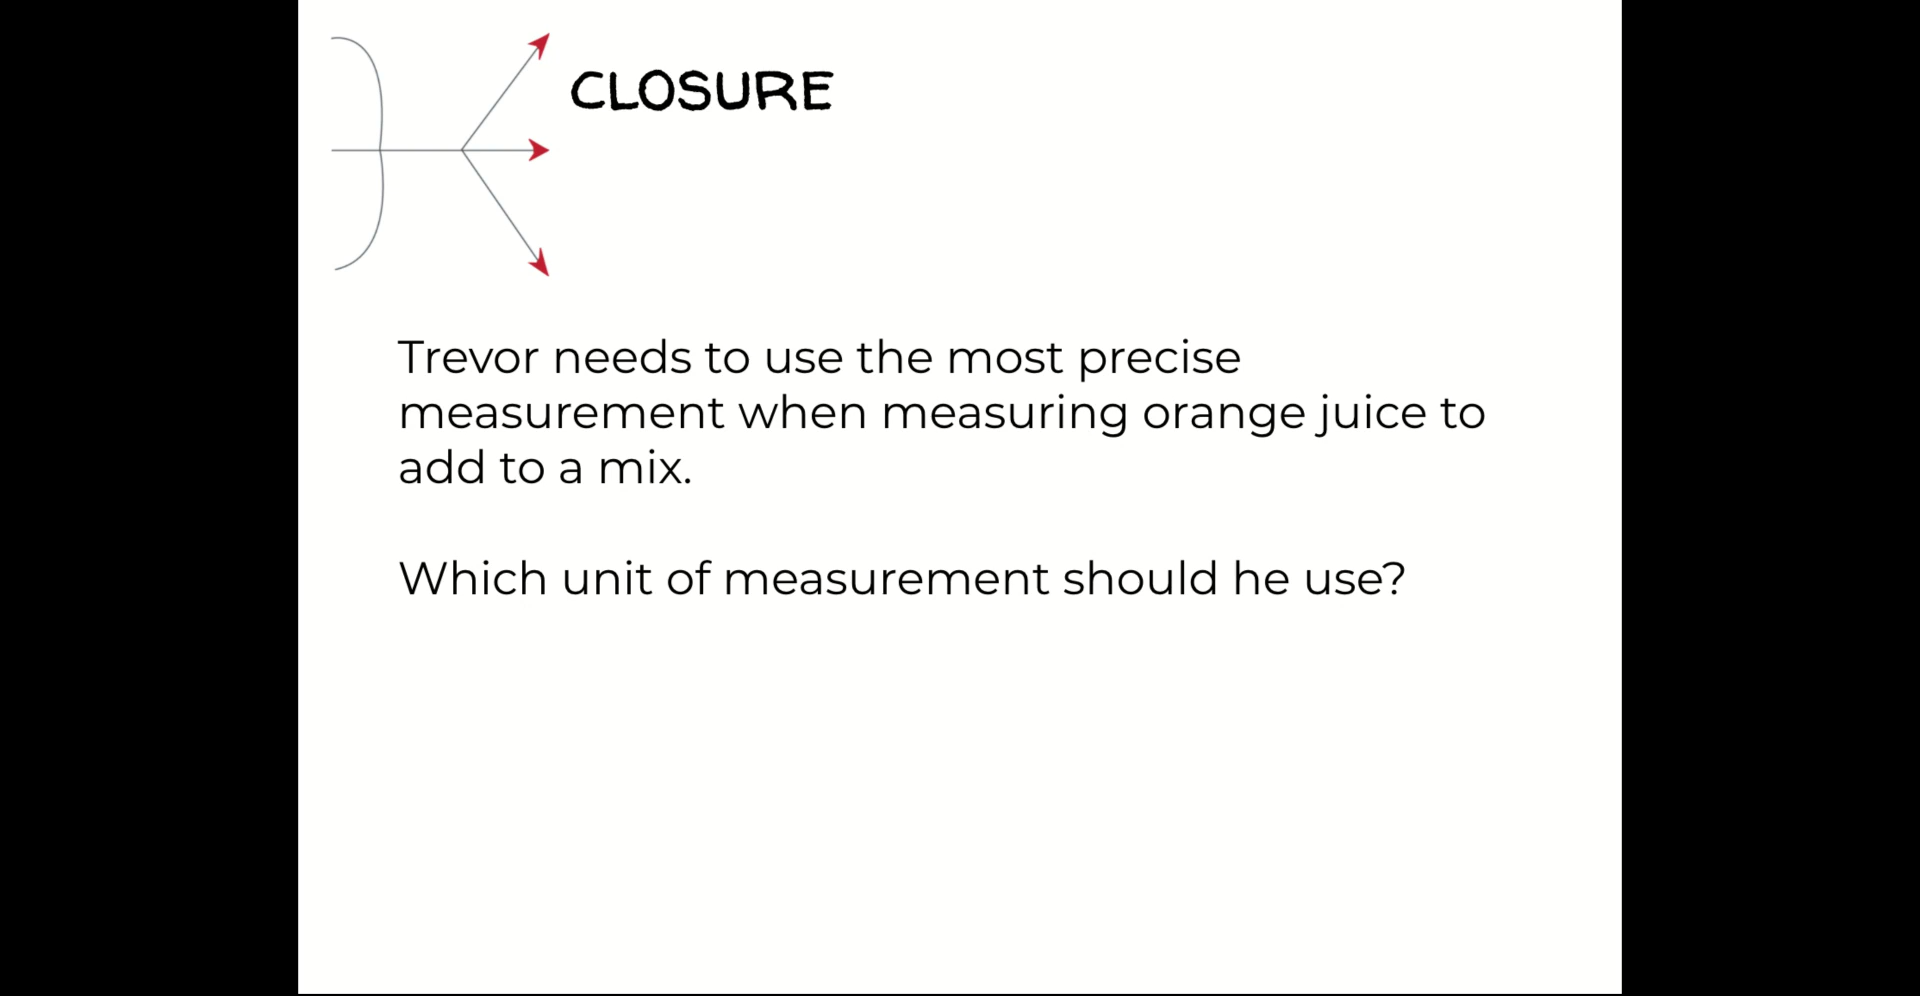 CLOSURE
Trevor needs to use the most precise
measurement when measuring orange juice to
add to a mix.
Which unit of measurement should he use?